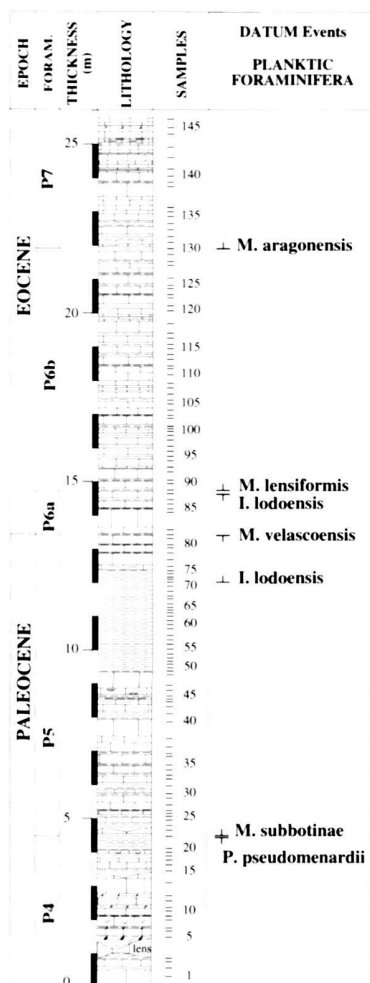 EPOCH
FORAM.
THICKNESS (m)
LITHOLOGY
SAMPLES
DATUM Events
PLANKTIC
FORAMINIFERA
145
25
140
P7
135
130
M. aragonensis
EOCENE
125
20
120
115
P6b
110
105
100
95
15
90
M. lensiformis
I. lodoensis
85
P6a
M. velascoensis
80
75
I. lodoensis
70
65
60
10
55
50
PALEOCENE
45
40
P5
35
30
5
25
M. subbotinae
20
P. pseudomenardii
15
P4
10
5
lens
1
0